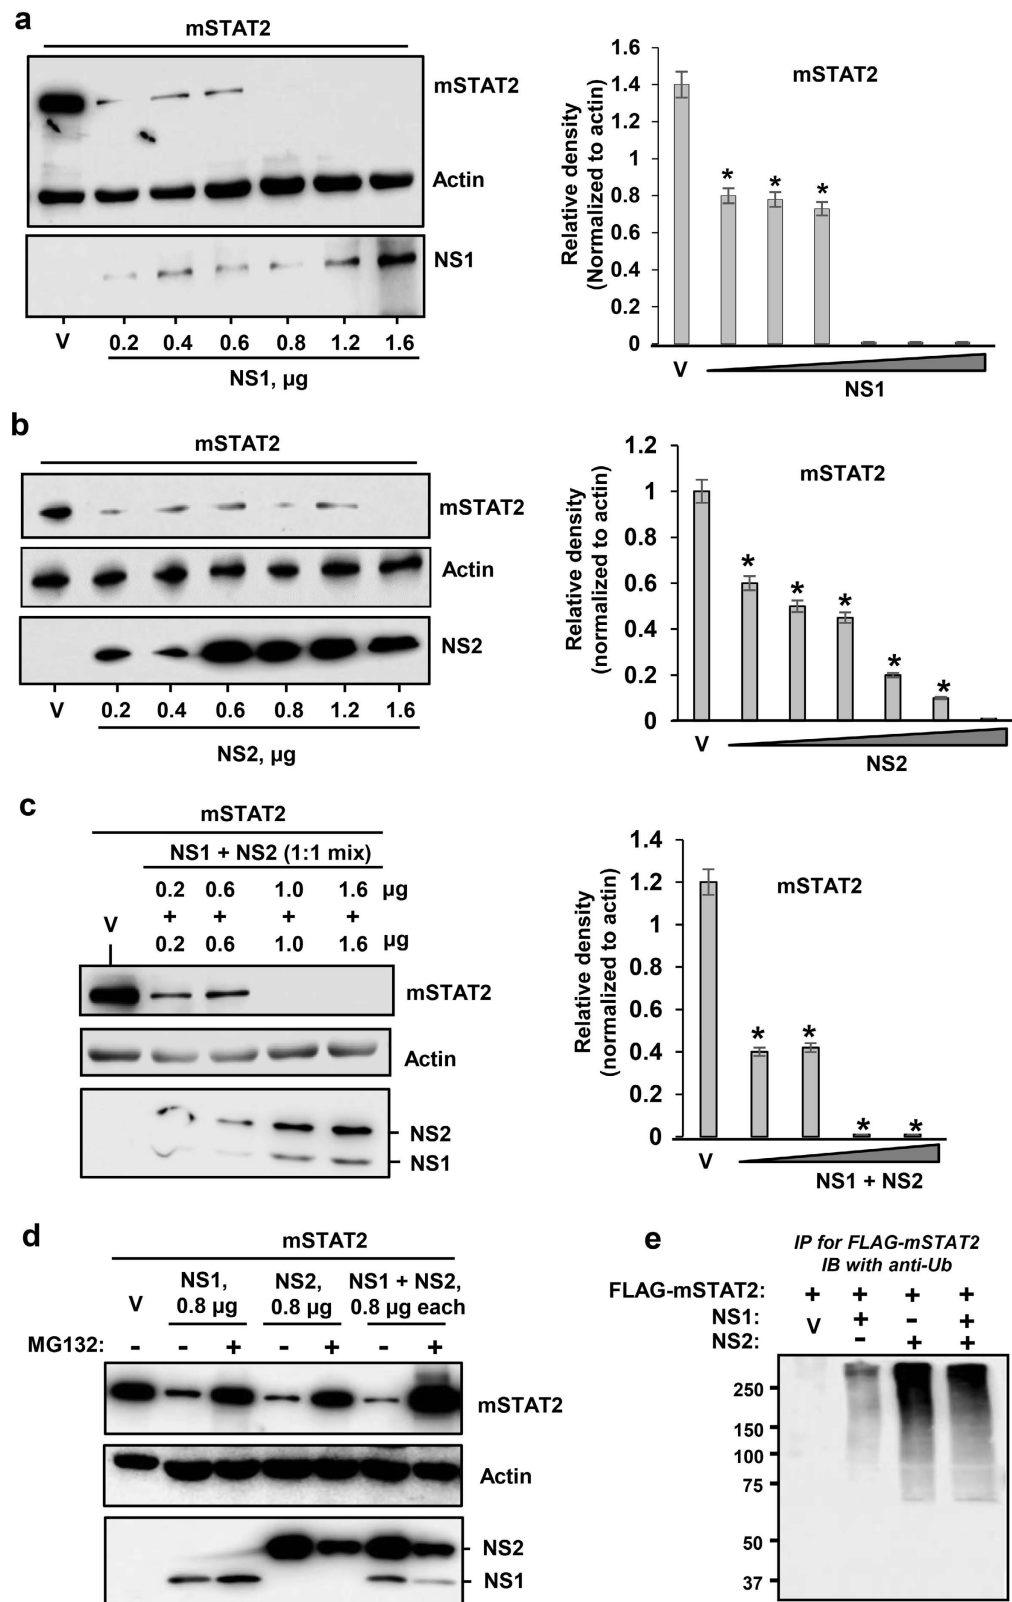 a
mSTAT2
mSTAT2
Actin
NS1
V 0.2 0.4 0.6 0.8 1.2 1.6
NS1, µg
Relative density
(Normalized to actin)
mSTAT2
1.6
1.4
1.2
1
0.8
0.6
0.4
0.2
0
* * *
V
NS1
b
mSTAT2
mSTAT2
Actin
NS2
V 0.2 0.4 0.6 0.8 1.2 1.6
NS2, µg
Relative density
(normalized to actin)
mSTAT2
1.2
1
0.8
0.6
0.4
0.2
0
* * * * *
V
NS2
c
mSTAT2
NS1 + NS2 (1:1 mix)
0.2 0.6 1.0 1.6 µg
V + + + +
0.2 0.6 1.0 1.6 µg
mSTAT2
Actin
NS2
NS1
Relative density
(normalized to actin)
mSTAT2
1.4
1.2
1
0.8
0.6
0.4
0.2
0
* * * *
V
NS1 + NS2
d
mSTAT2
V
NS1,
0.8 µg
NS2,
0.8 µg
NS1 + NS2,
0.8 µg each
MG132: - - + - + - +
mSTAT2
Actin
NS2
NS1
e
IP for FLAG-mSTAT2
IB with anti-Ub
FLAG-mSTAT2: + + + +
NS1: V + - +
NS2: - + +
250
150
100
75
50
37